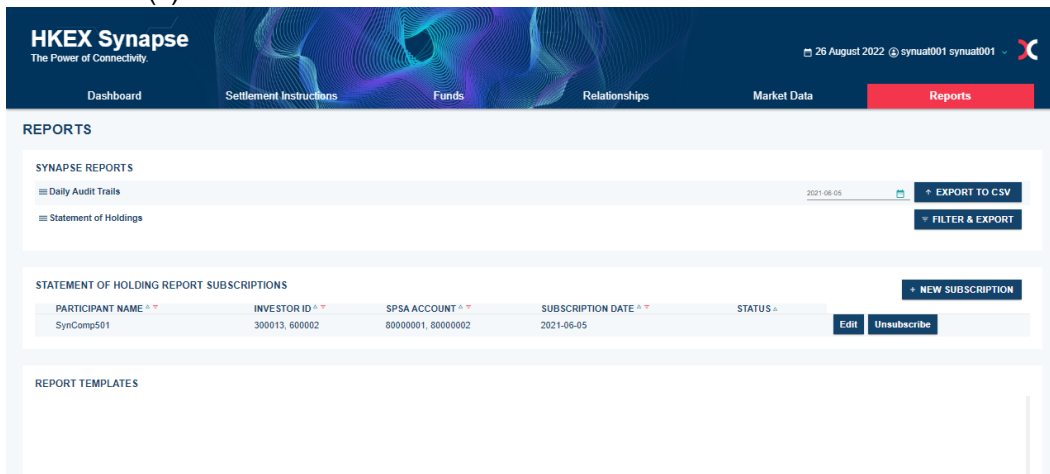 HKEX Synapse
The Power of Connectivity.
26 August 2022 synuat001 synuat001
Dashboard Settlement Instructions Funds Relationships Market Data Reports
REPORTS
SYNAPSE REPORTS
Daily Audit Trails 2021-06-05 EXPORT TO CSV
Statement of Holdings FILTER & EXPORT
STATEMENT OF HOLDING REPORT SUBSCRIPTIONS + NEW SUBSCRIPTION
PARTICIPANT NAME INVESTOR ID SPSA ACCOUNT SUBSCRIPTION DATE STATUS
SynComp501 300013, 600002 80000001, 80000002 2021-06-05 Edit Unsubscribe
REPORT TEMPLATES